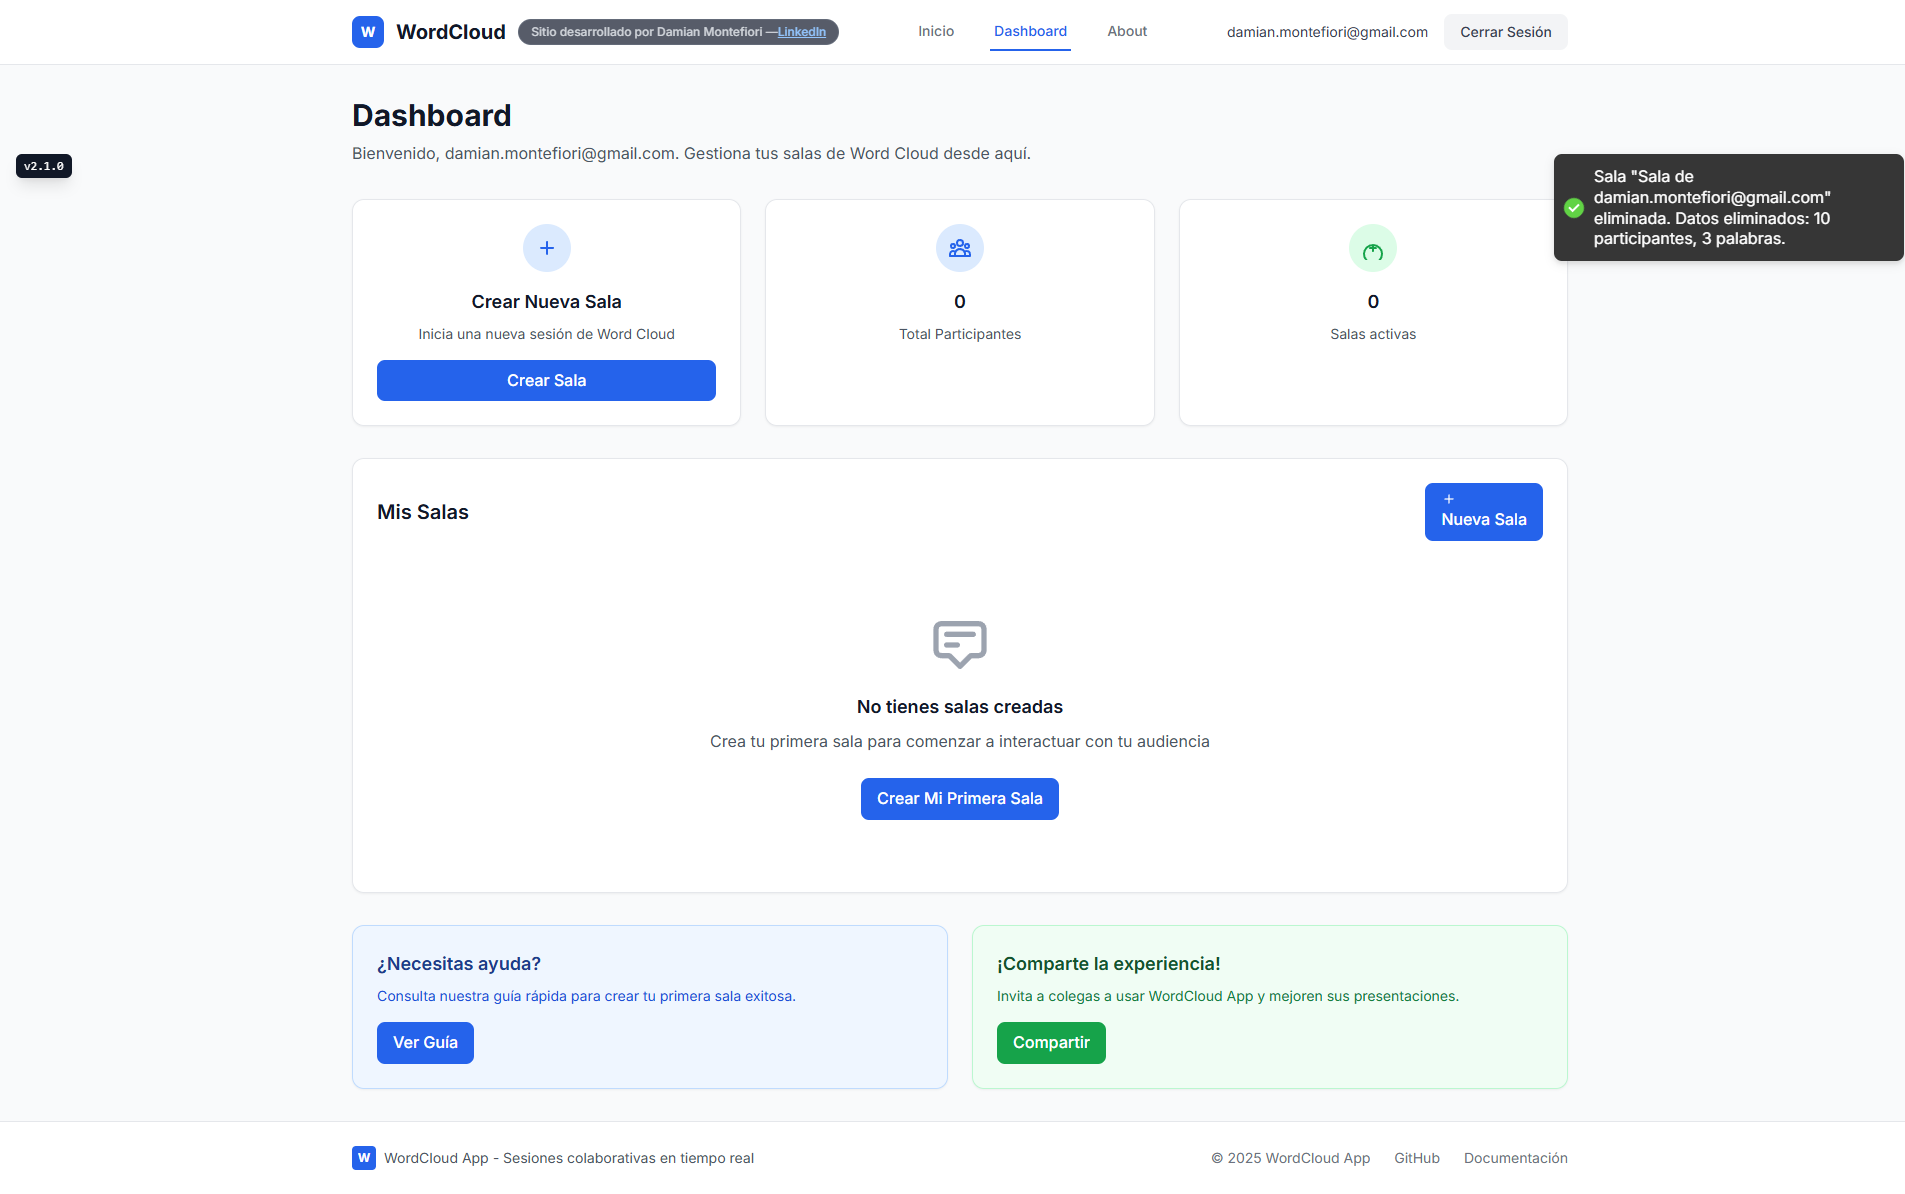 W WordCloud Sitio desarrollado por Damian Montefiori —LinkedIn Inicio Dashboard About damian.montefiori@gmail.com Cerrar Sesión
Dashboard
Bienvenido, damian.montefiori@gmail.com. Gestiona tus salas de Word Cloud desde aquí.
v2.1.0
Sala "Sala de
damian.montefiori@gmail.com"
eliminada. Datos eliminados: 10
participantes, 3 palabras.
Crear Nueva Sala
Inicia una nueva sesión de Word Cloud
Crear Sala
0
Total Participantes
0
Salas activas
Mis Salas
+
Nueva Sala
No tienes salas creadas
Crea tu primera sala para comenzar a interactuar con tu audiencia
Crear Mi Primera Sala
¿Necesitas ayuda?
Consulta nuestra guía rápida para crear tu primera sala exitosa.
Ver Guía
¡Comparte la experiencia!
Invita a colegas a usar WordCloud App y mejoren sus presentaciones.
Compartir
W WordCloud App - Sesiones colaborativas en tiempo real
© 2025 WordCloud App GitHub Documentación